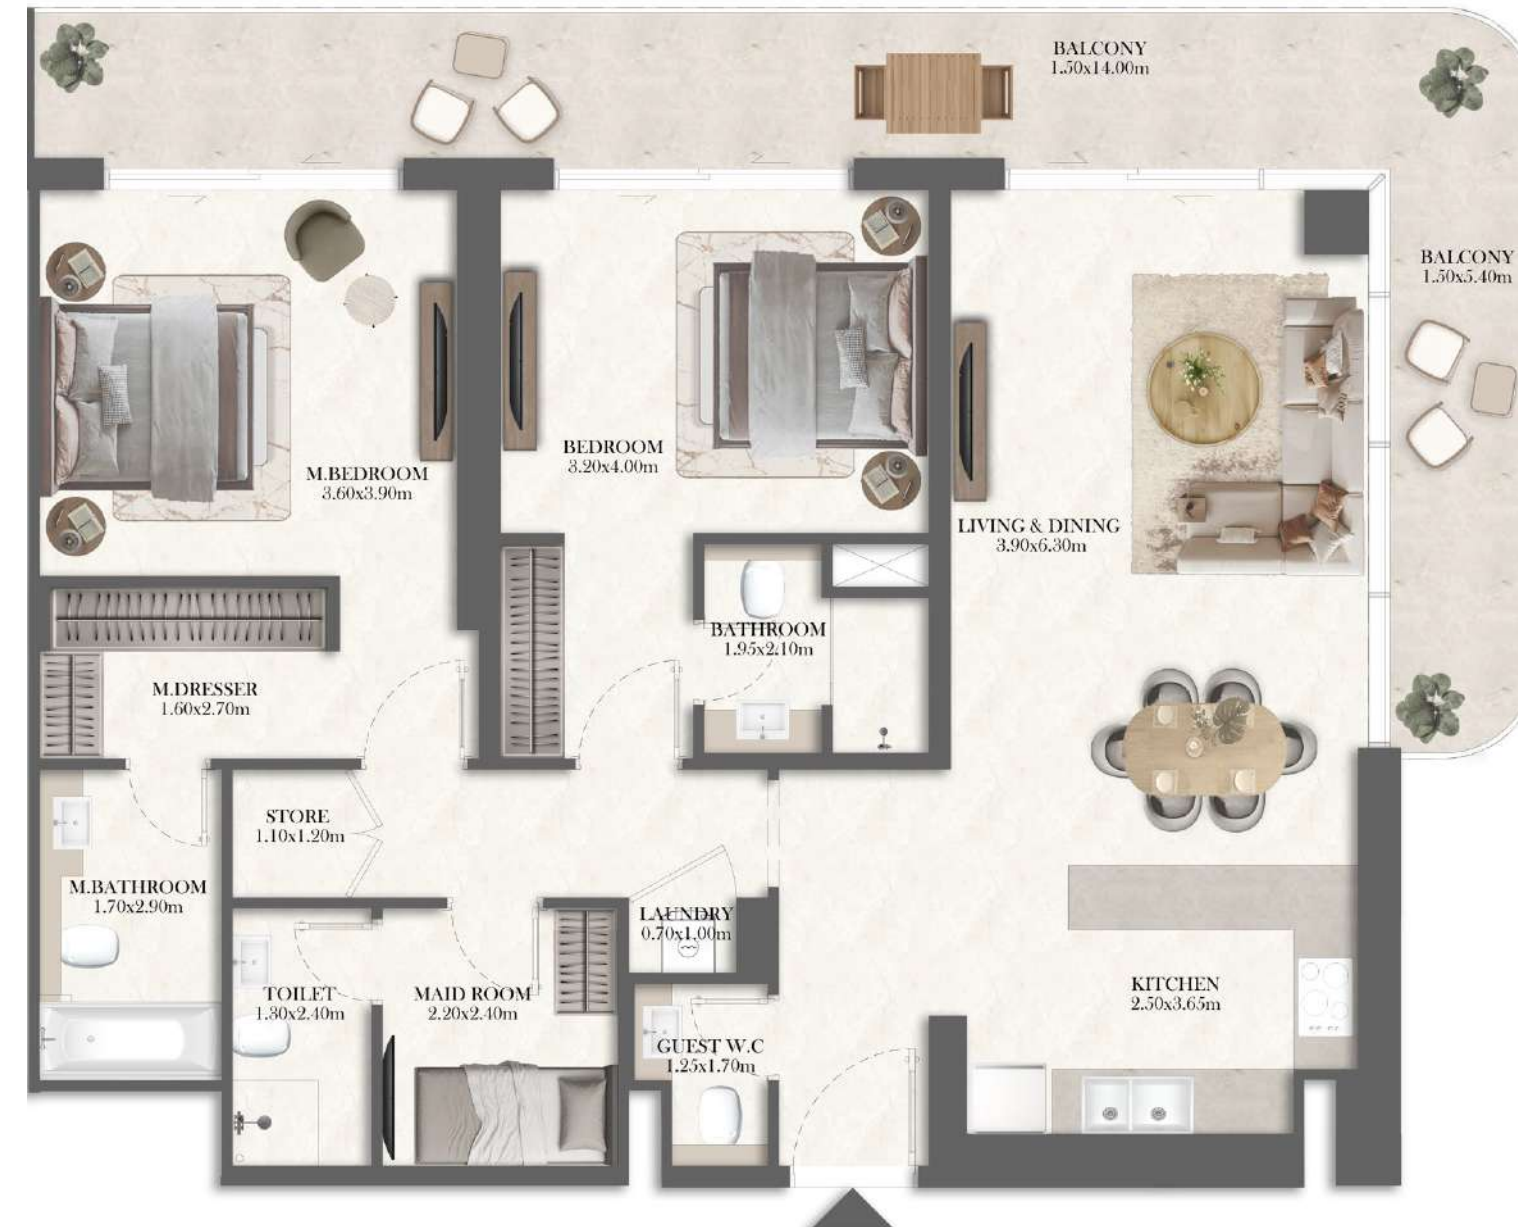 BALCONY
1.50x14.00m
BALCONY
1.50x5.40m
BEDROOM
3.20x4.00m
M.BEDROOM
3.60x3.90m
LIVING & DINING
3.90x6.30m
BATHROOM
1.95x2.10m
M.DRESSER
1.60x2.70m
STORE
1.10x1.20m
M.BATHROOM
1.70x2.90m
LAUNDRY
0.70x1.00m
TOILET
1.30x2.40m
MAID ROOM
2.20x2.40m
KITCHEN
2.50x3.65m
GUEST W.C
1.25x1.70m